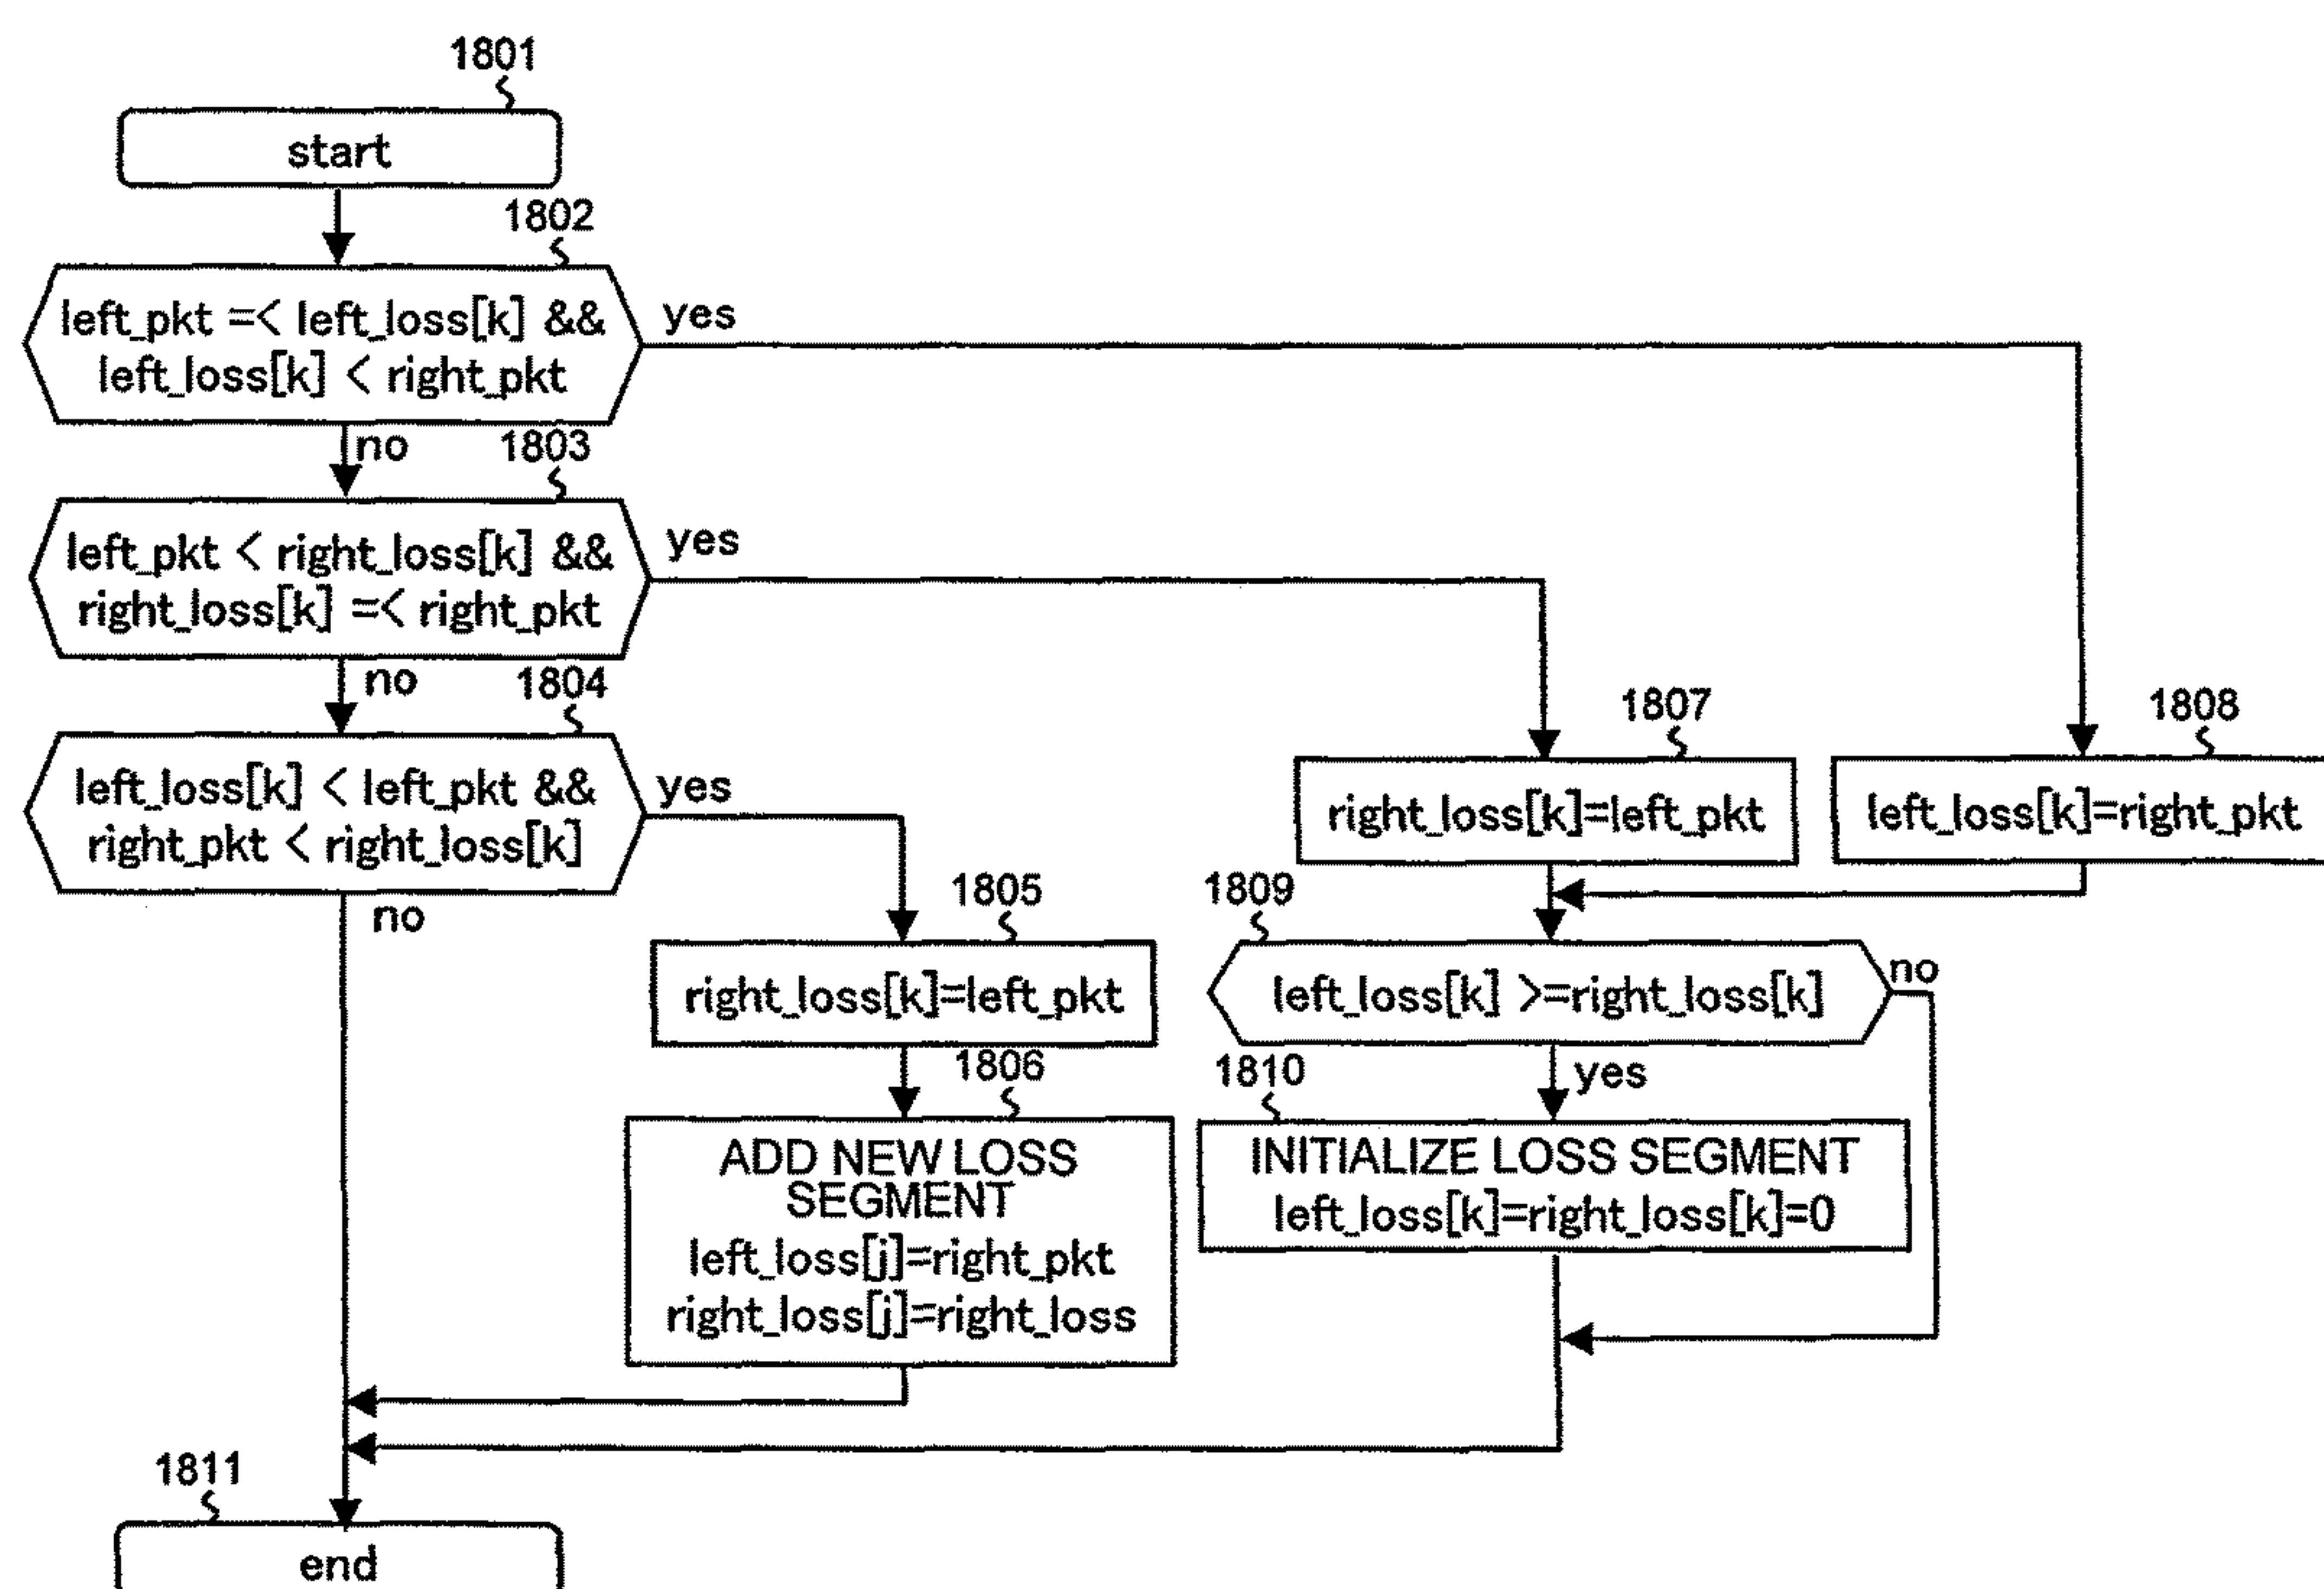 1801
start
1802
left_pkt =< left_loss[k] &&
left_loss[k] < right_pkt
yes
no
1803
left_pkt < right_loss[k] &&
right_loss[k] =< right_pkt
yes
no
1804
left_loss[k] < left_pkt &&
right_pkt < right_loss[k]
yes
no
1807
right_loss[k]=left_pkt
1808
left_loss[k]=right_pkt
1805
right_loss[k]=left_pkt
1809
left_loss[k] >=right_loss[k]
no
yes
1806
ADD NEW LOSS
SEGMENT
left_loss[j]=right_pkt
right_loss[j]=right_loss
1810
INITIALIZE LOSS SEGMENT
left_loss[k]=right_loss[k]=0
1811
end